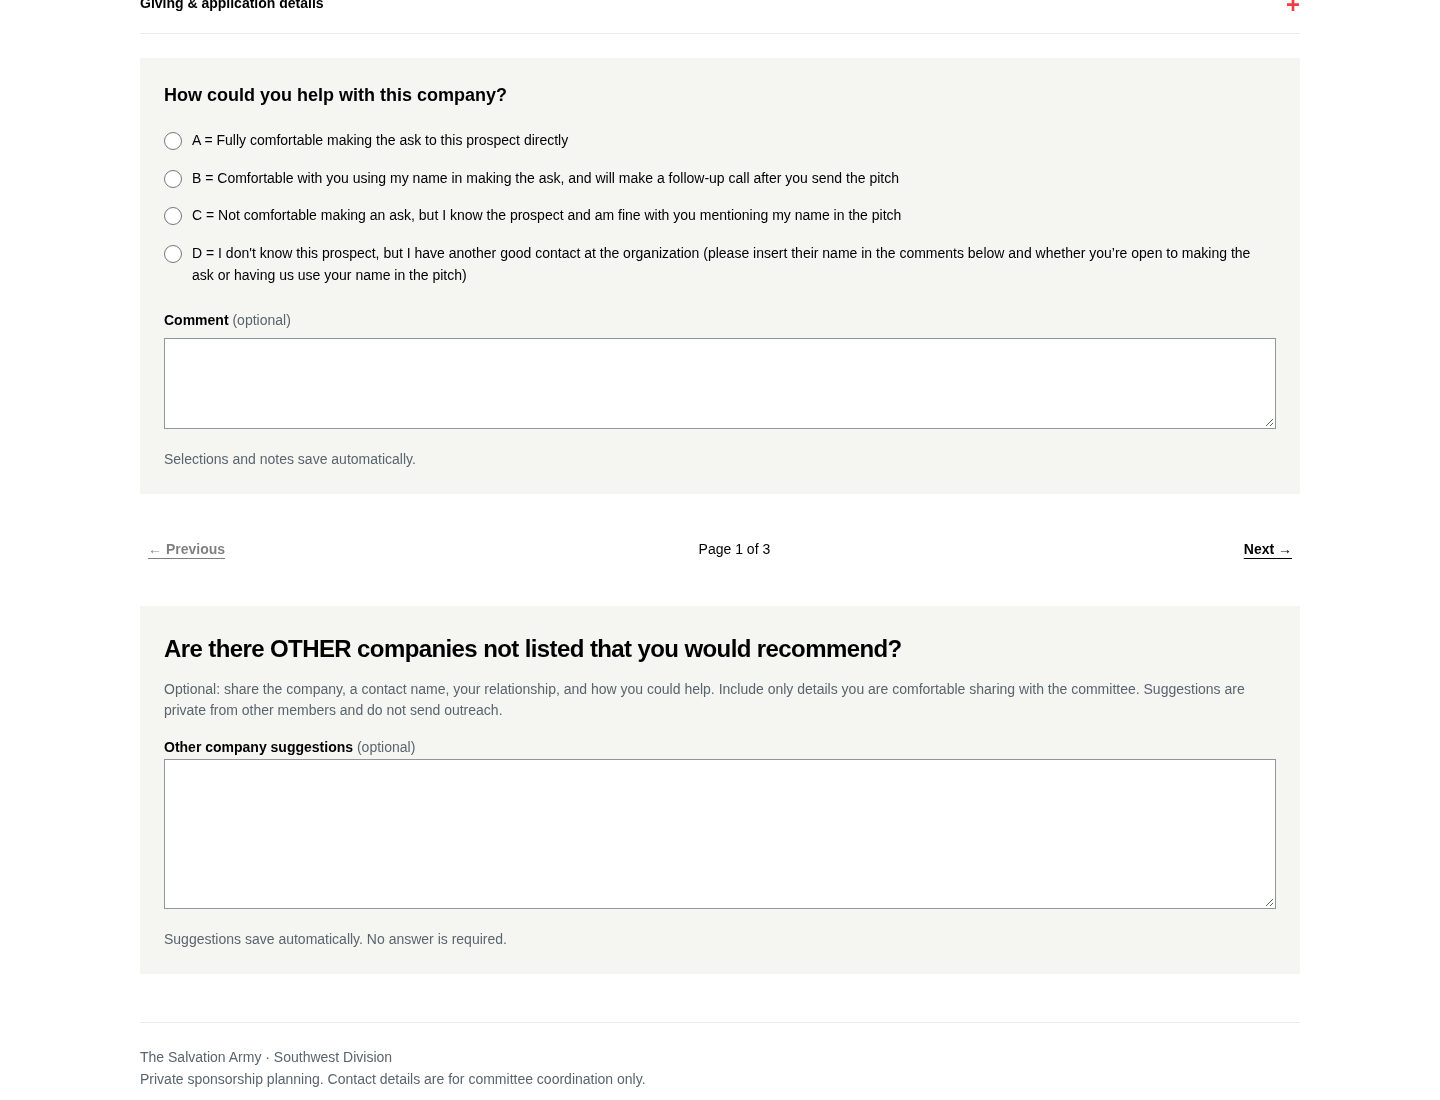 Giving & application details
+
How could you help with this company?
A = Fully comfortable making the ask to this prospect directly
B = Comfortable with you using my name in making the ask, and will make a follow-up call after you send the pitch
C = Not comfortable making an ask, but I know the prospect and am fine with you mentioning my name in the pitch
D = I don't know this prospect, but I have another good contact at the organization (please insert their name in the comments below and whether you’re open to making the
ask or having us use your name in the pitch)
Comment (optional)
Selections and notes save automatically.
← Previous
Page 1 of 3
Next →
Are there OTHER companies not listed that you would recommend?
Optional: share the company, a contact name, your relationship, and how you could help. Include only details you are comfortable sharing with the committee. Suggestions are
private from other members and do not send outreach.
Other company suggestions (optional)
Suggestions save automatically. No answer is required.
The Salvation Army · Southwest Division
Private sponsorship planning. Contact details are for committee coordination only.